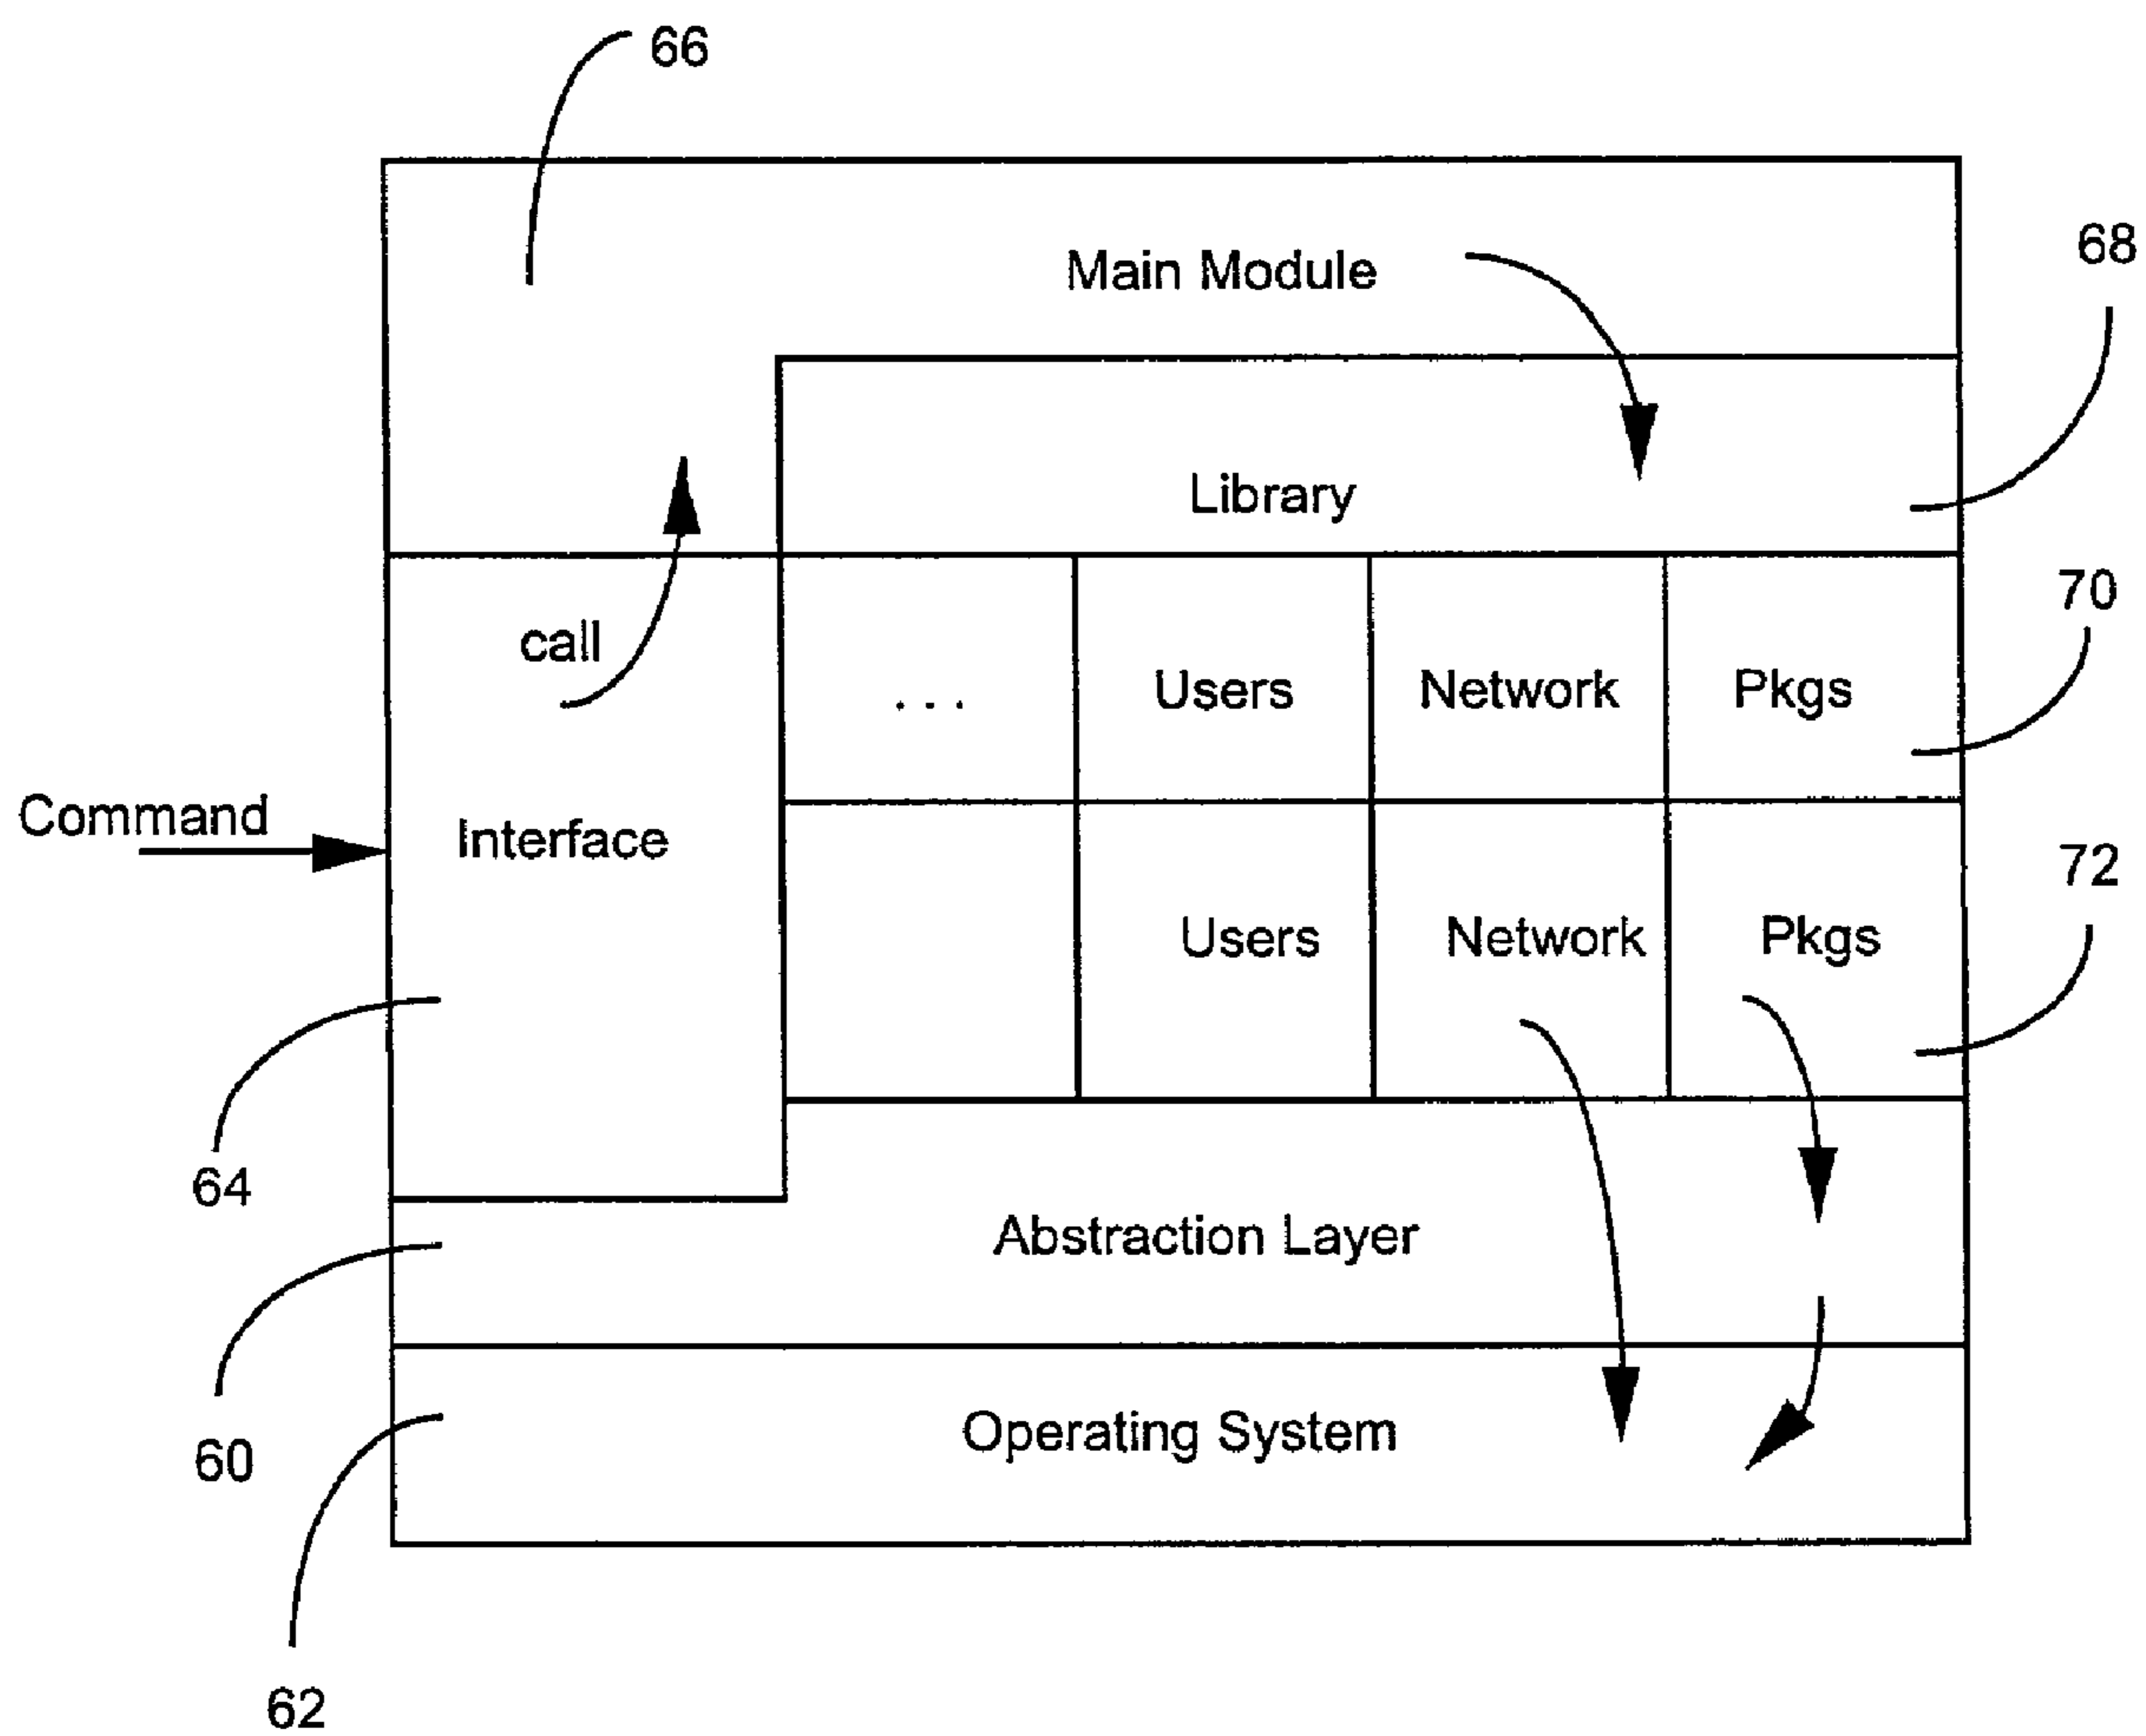 66
Main Module
68
Library
call
70
... Users Network Pkgs
Command
Interface
72
Users Network Pkgs
64
Abstraction Layer
60
Operating System
62